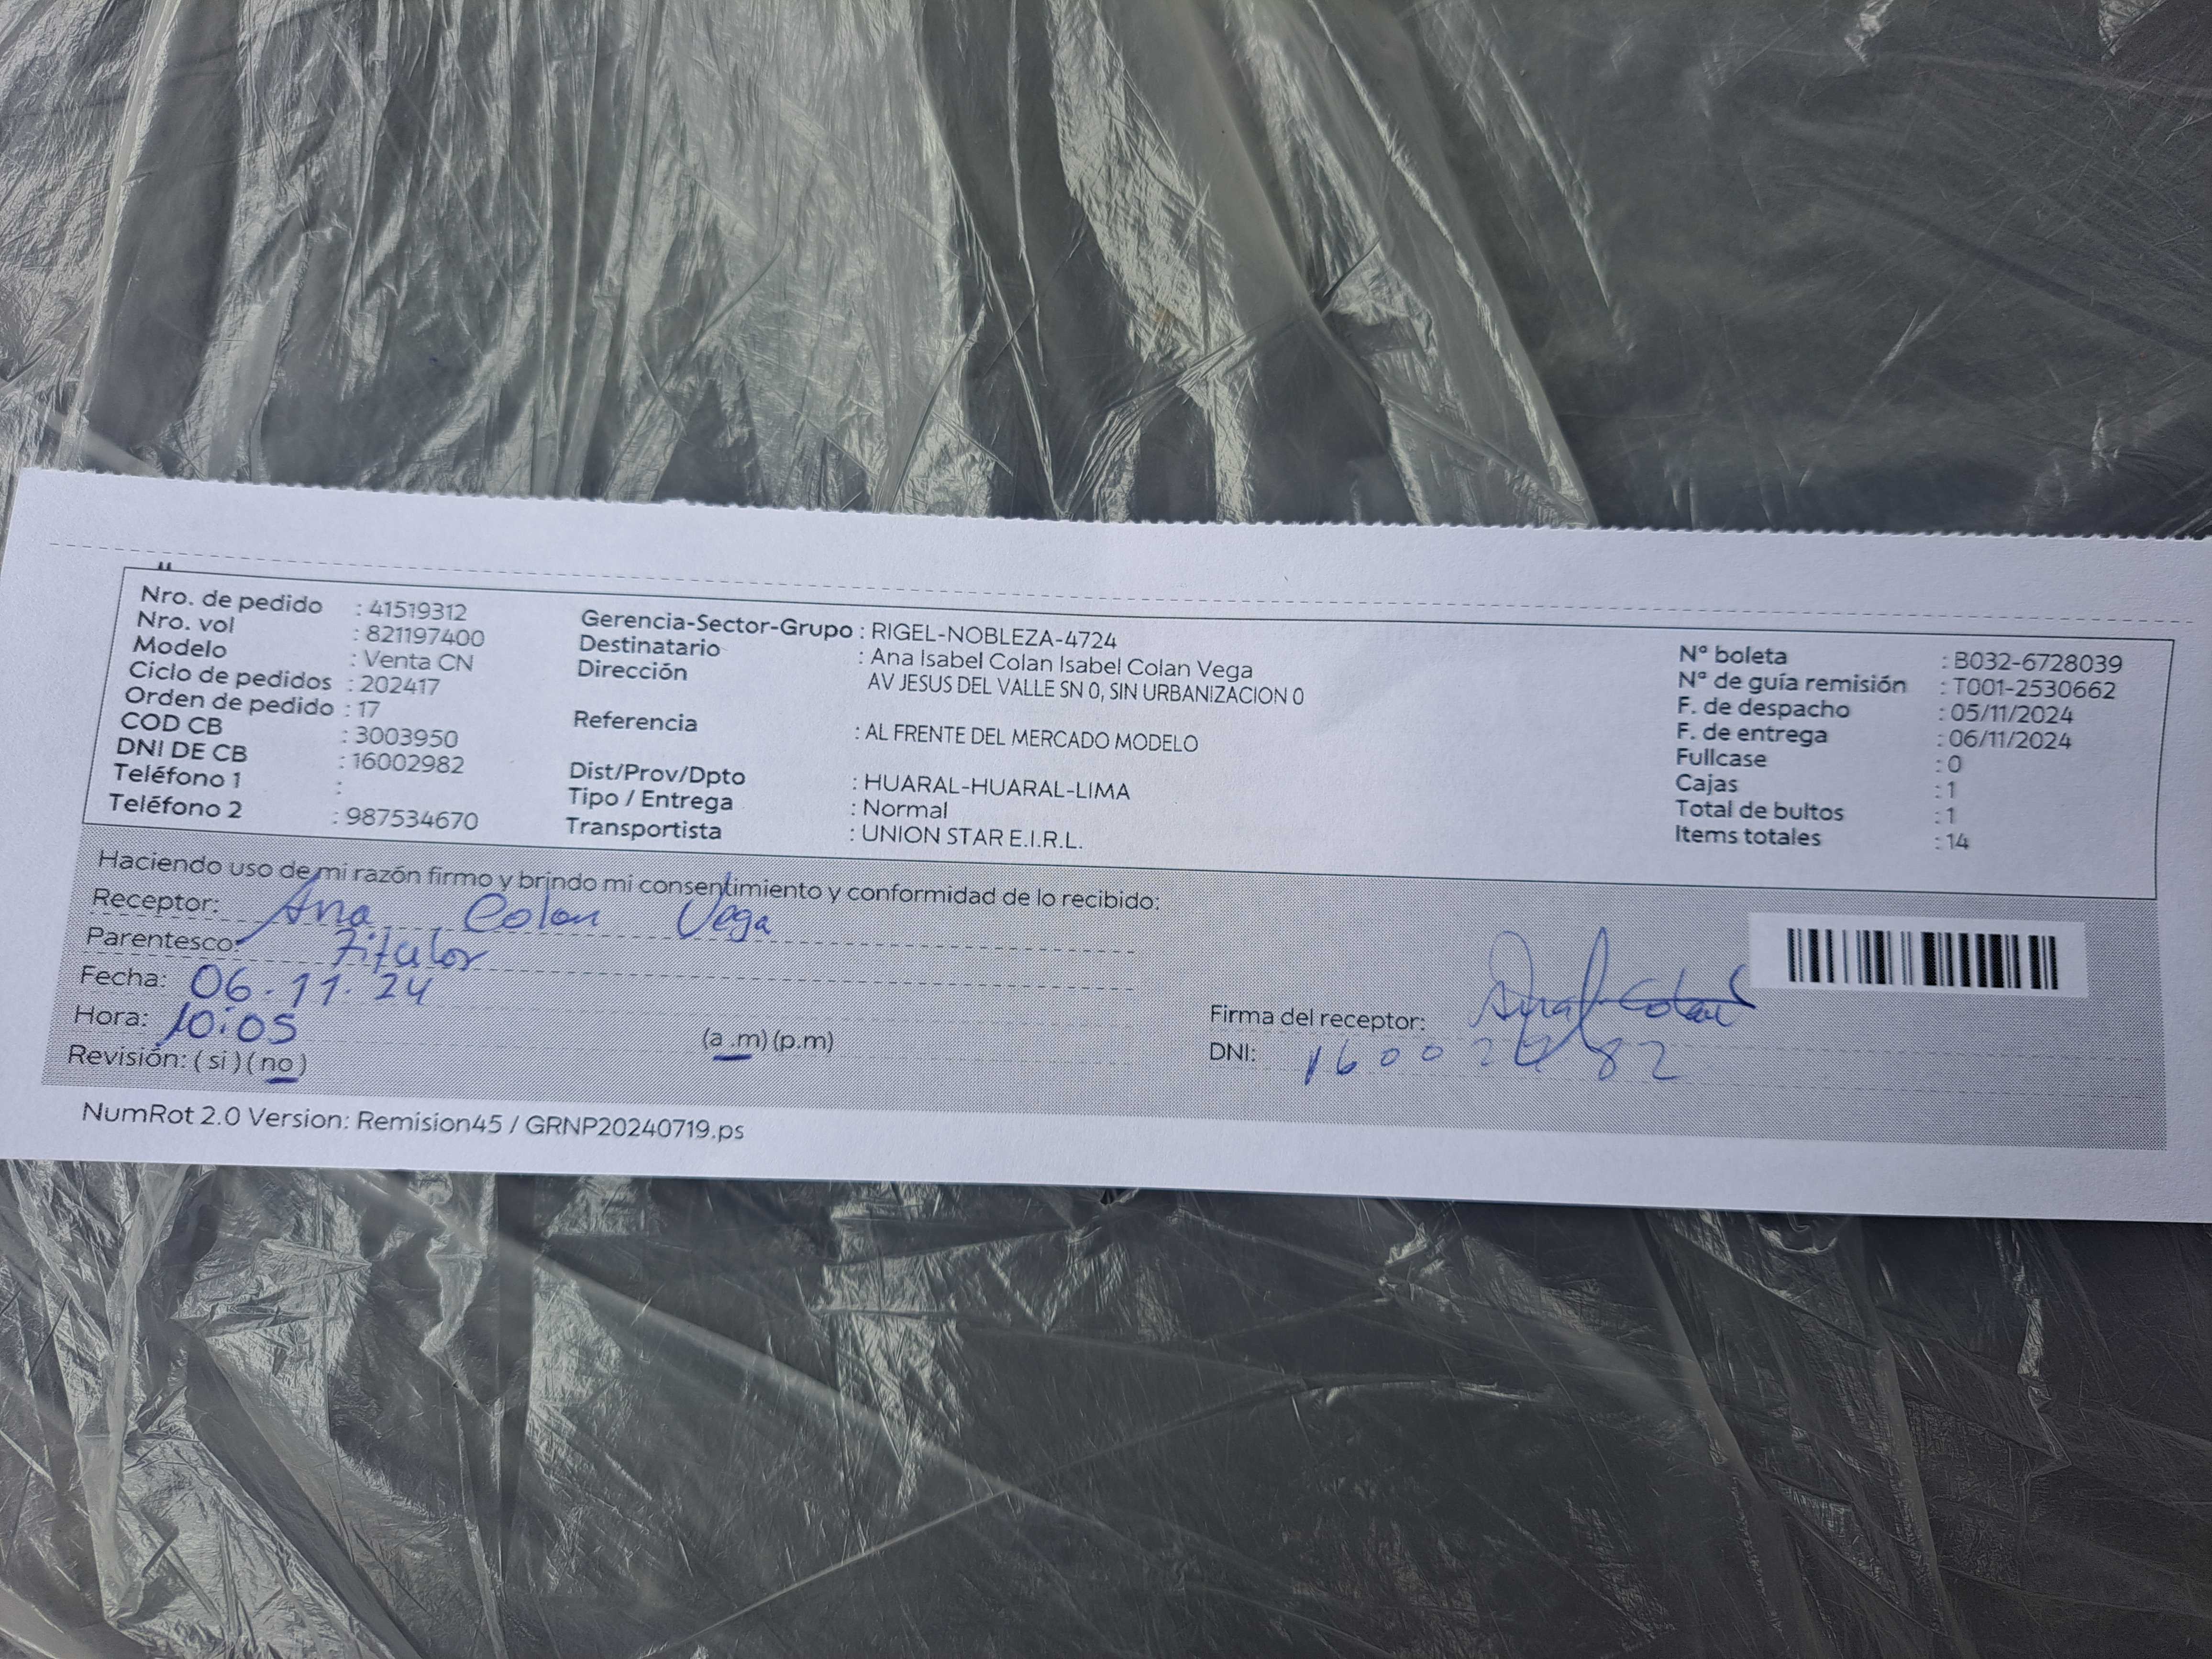 Nro. de pedido : 41519312
Nro. vol : 821197400
Modelo : Venta CN
Ciclo de pedidos : 202417
Orden de pedido : 17
COD CB : 3003950
DNI DE CB : 16002982
Teléfono 1 :
Teléfono 2 : 987534670
Gerencia-Sector-Grupo : RIGEL-NOBLEZA-4724
Destinatario : Ana Isabel Colan Isabel Colan Vega
Dirección AV JESUS DEL VALLE SN 0, SIN URBANIZACION 0
Referencia : AL FRENTE DEL MERCADO MODELO
Dist/Prov/Dpto : HUARAL-HUARAL-LIMA
Tipo / Entrega : Normal
Transportista : UNION STAR E.I.R.L.
Nº boleta : B032-6728039
Nº de guía remisión : T001-2530662
F. de despacho : 05/11/2024
F. de entrega : 06/11/2024
Fullcase : 0
Cajas : 1
Total de bultos : 1
Items totales : 14
Haciendo uso de mi razón firmo y brindo mi consentimiento y conformidad de lo recibido:
Receptor: Ana Colan Vega
Parentesco: Titular
Fecha: 06-11-24
Hora: 10:05 (a .m) (p.m)
Revisión: ( si ) ( no )
Firma del receptor: Ana I. Colan
DNI: 16002982
NumRot 2.0 Version: Remision45 / GRNP20240719.ps